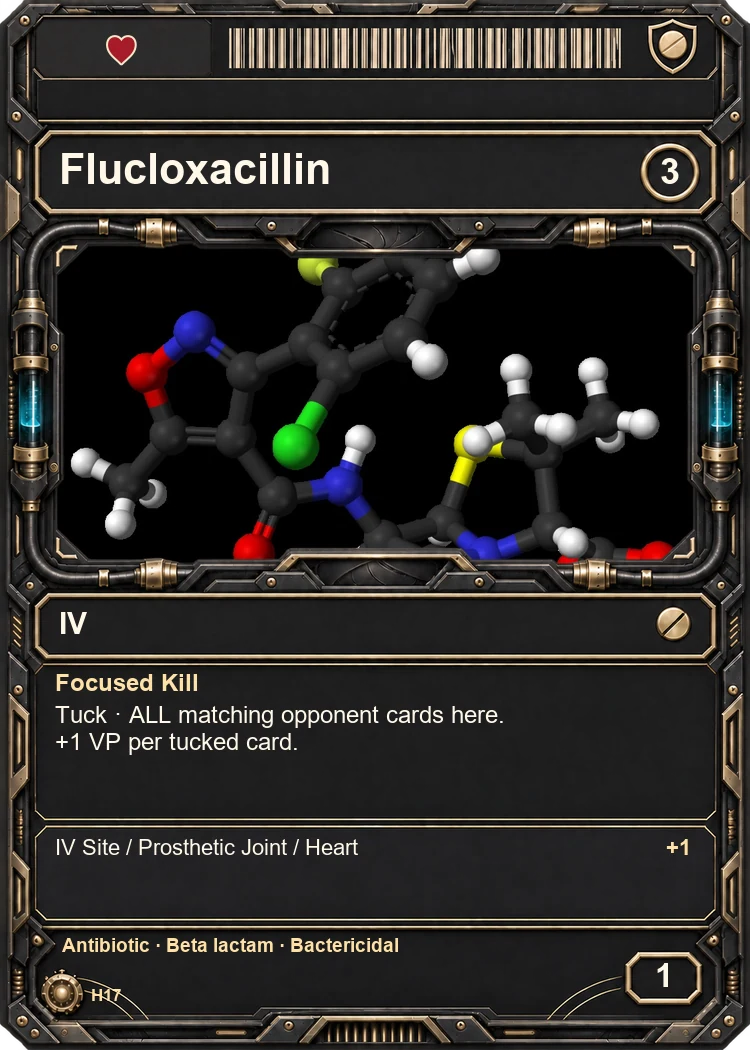 Flucloxacillin
3
IV
Focused Kill
Tuck · ALL matching opponent cards here.
+1 VP per tucked card.
IV Site / Prosthetic Joint / Heart +1
Antibiotic · Beta lactam · Bactericidal
H17
1